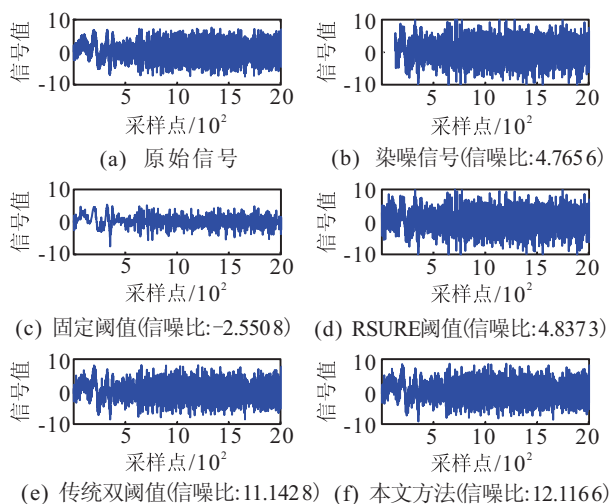 信号值
10
0
-10
5 10 15 20
采样点/10²
(a) 原始信号
信号值
10
0
-10
5 10 15 20
采样点/10²
(b) 染噪信号(信噪比:4.7656)
信号值
10
0
-10
5 10 15 20
采样点/10²
(c) 固定阈值(信噪比:-2.5508)
信号值
10
0
-10
5 10 15 20
采样点/10²
(d) RSURE阈值(信噪比:4.8373)
信号值
10
0
-10
5 10 15 20
采样点/10²
(e) 传统双阈值(信噪比:11.1428)
信号值
10
0
-10
5 10 15 20
采样点/10²
(f) 本文方法(信噪比:12.1166)